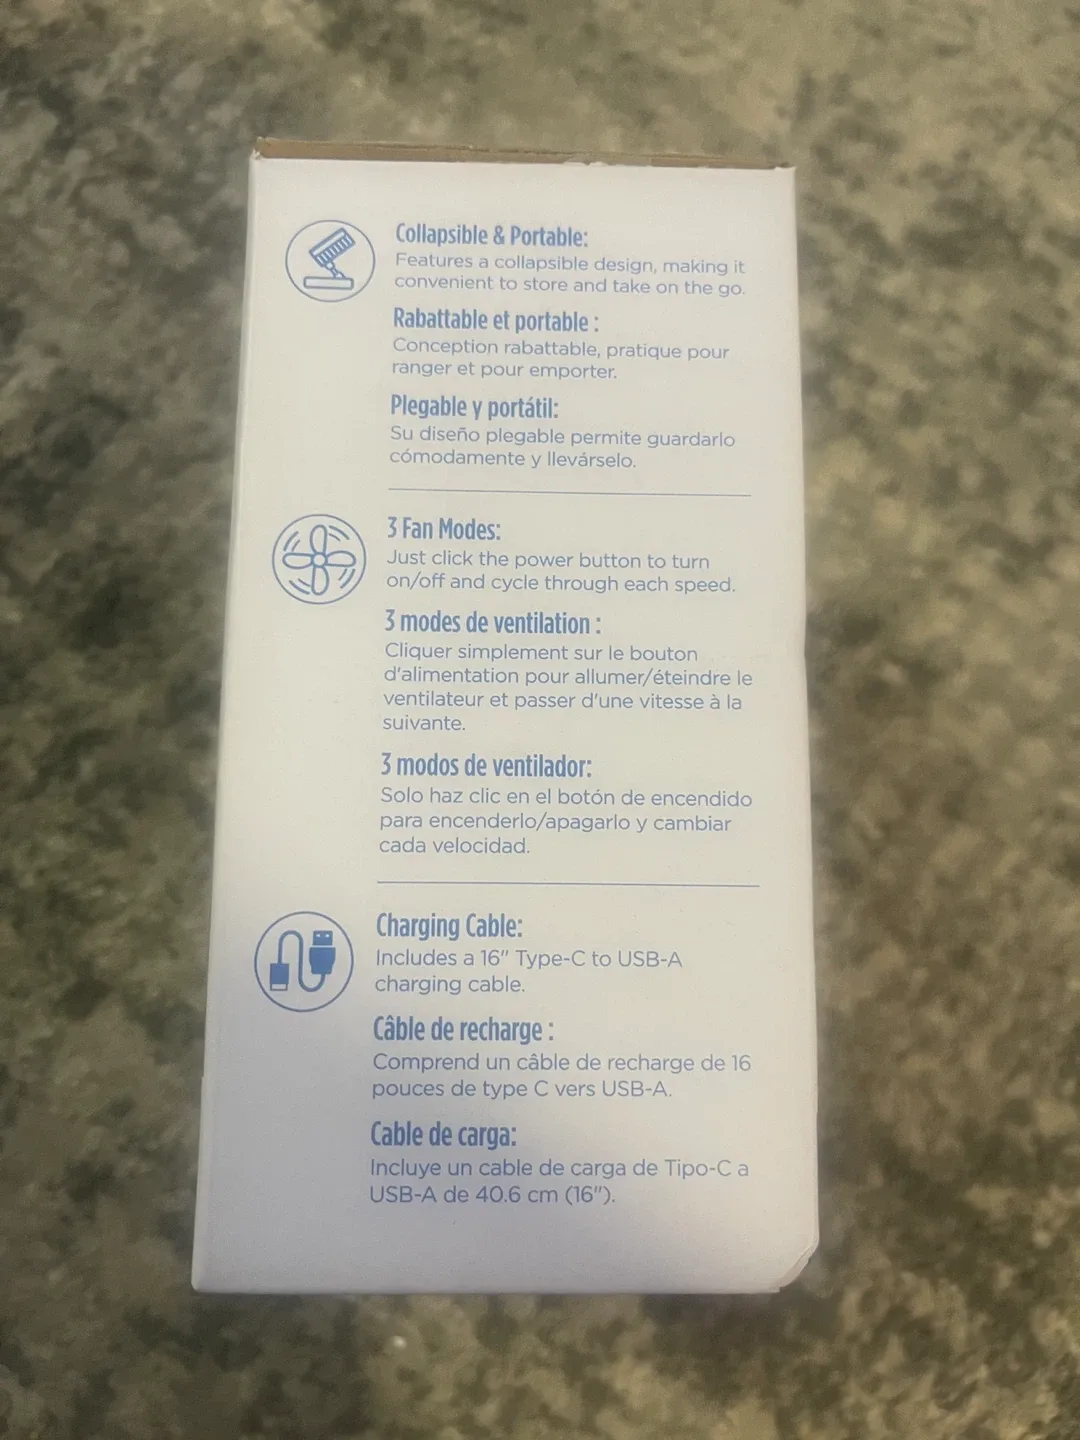 Collapsible & Portable:
Features a collapsible design, making it
convenient to store and take on the go.
Rabattable et portable :
Conception rabattable, pratique pour
ranger et pour emporter.
Plegable y portátil:
Su diseño plegable permite guardarlo
cómodamente y llevárselo.
3 Fan Modes:
Just click the power button to turn
on/off and cycle through each speed.
3 modes de ventilation :
Cliquer simplement sur le bouton
d'alimentation pour allumer/éteindre le
ventilateur et passer d'une vitesse à la
suivante.
3 modos de ventilador:
Solo haz clic en el botón de encendido
para encenderlo/apagarlo y cambiar
cada velocidad.
Charging Cable:
Includes a 16" Type-C to USB-A
charging cable.
Câble de recharge :
Comprend un câble de recharge de 16
pouces de type C vers USB-A.
Cable de carga:
Incluye un cable de carga de Tipo-C a
USB-A de 40.6 cm (16").